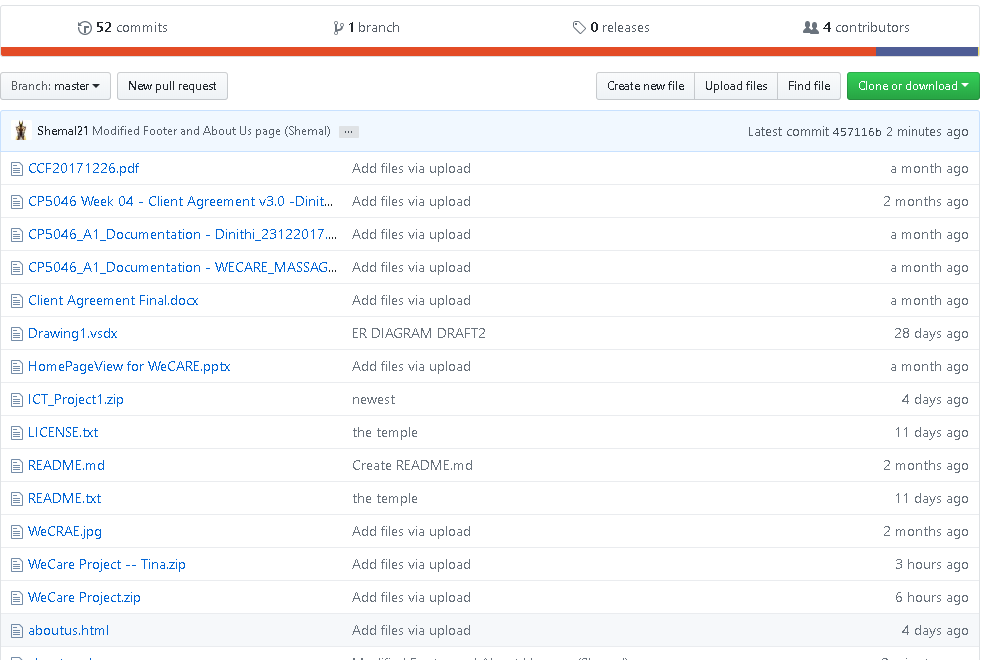 52 commits 1 branch 0 releases 4 contributors
Branch: master New pull request Create new file Upload files Find file Clone or download
Shemal21 Modified Footer and About Us page (Shemal) ... Latest commit 457116b 2 minutes ago
CCF20171226.pdf Add files via upload a month ago
CP5046 Week 04 - Client Agreement v3.0 -Dinit... Add files via upload 2 months ago
CP5046_A1_Documentation - Dinithi_23122017.... Add files via upload a month ago
CP5046_A1_Documentation - WECARE_MASSAG... Add files via upload a month ago
Client Agreement Final.docx Add files via upload a month ago
Drawing1.vsdx ER DIAGRAM DRAFT2 28 days ago
HomePageView for WeCARE.pptx Add files via upload a month ago
ICT_Project1.zip newest 4 days ago
LICENSE.txt the temple 11 days ago
README.md Create README.md 2 months ago
README.txt the temple 11 days ago
WeCRAE.jpg Add files via upload 2 months ago
WeCare Project -- Tina.zip Add files via upload 3 hours ago
WeCare Project.zip Add files via upload 6 hours ago
aboutus.html Add files via upload 4 days ago